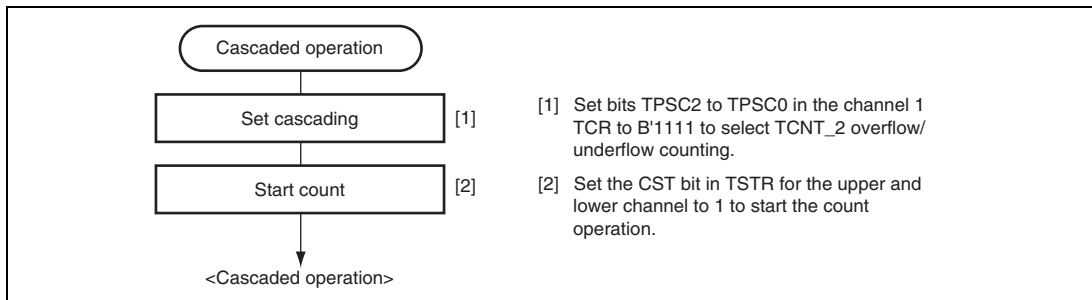 Cascaded operation
Set cascading
[1]
[1] Set bits TPSC2 to TPSC0 in the channel 1
TCR to B'1111 to select TCNT_2 overflow/
underflow counting.
Start count
[2]
[2] Set the CST bit in TSTR for the upper and
lower channel to 1 to start the count
operation.
<Cascaded operation>